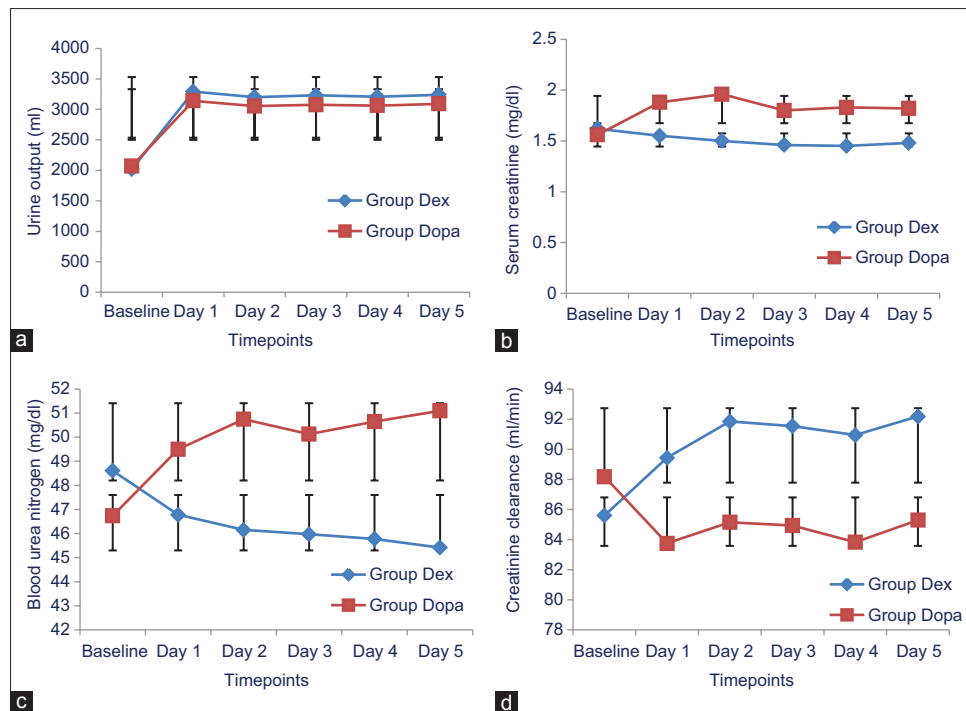 4000
3500
3000
2500
2000
1500
1000
500
0
Urine output (ml)
Group Dex
Group Dopa
Baseline Day 1 Day 2 Day 3 Day 4 Day 5
Timepoints
a
2.5
2
1.5
1
0.5
0
Serum creatinine (mg/dl)
Group Dex
Group Dopa
Baseline Day 1 Day 2 Day 3 Day 4 Day 5
Timepoints
b
52
51
50
49
48
47
46
45
44
43
42
Blood urea nitrogen (mg/dl)
Group Dex
Group Dopa
Baseline Day 1 Day 2 Day 3 Day 4 Day 5
Timepoints
c
94
92
90
88
86
84
82
80
78
Creatinine clearance (ml/min)
Group Dex
Group Dopa
Baseline Day 1 Day 2 Day 3 Day 4 Day 5
Timepoints
d